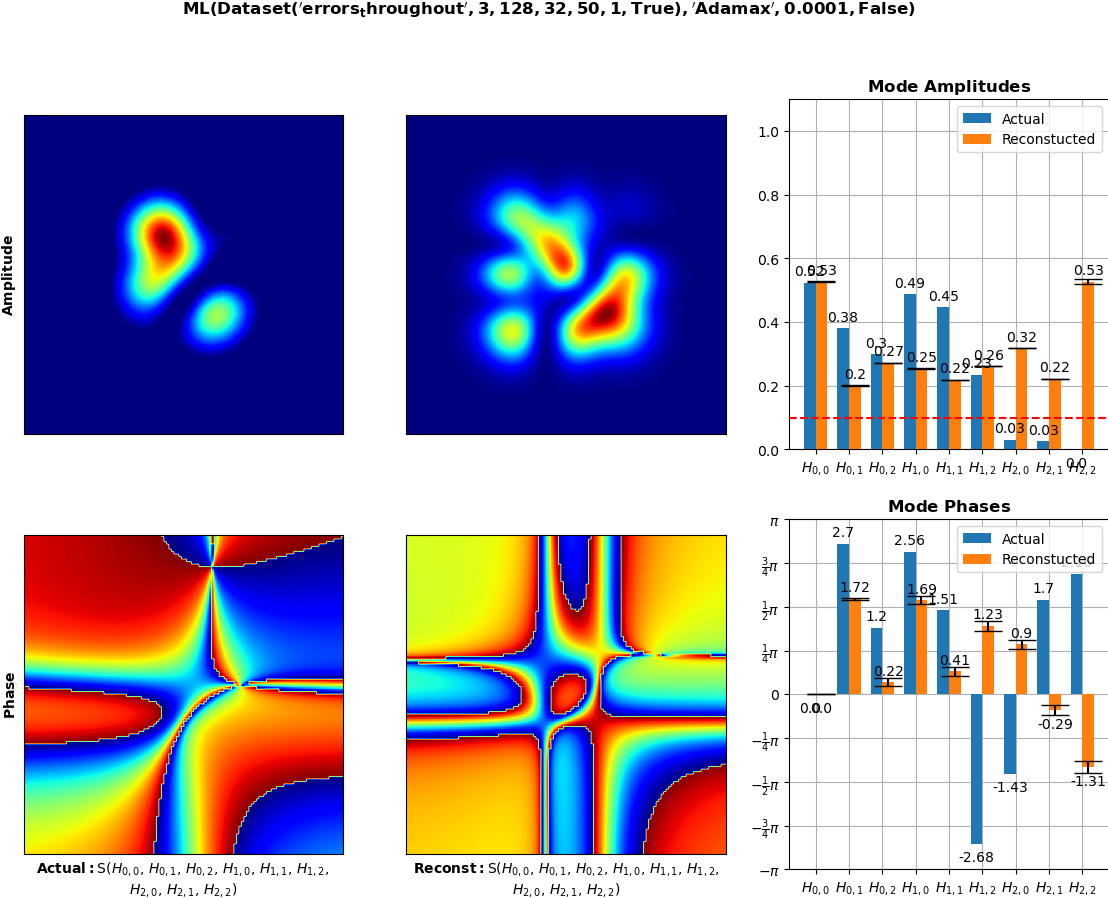 ML(Dataset('errors_throughout', 3, 128, 32, 50, 1, True), 'Adamax', 0.0001, False)
Amplitude
Mode Amplitudes
Actual
Reconstucted
1.0
0.8
0.6
0.4
0.2
0.0
0.52 0.53
0.38 0.2
0.3 0.27
0.49 0.25
0.45 0.22
0.23 0.26
0.03 0.32
0.03 0.22
0.0 0.53
H0,0 H0,1 H0,2 H1,0 H1,1 H1,2 H2,0 H2,1 H2,2
Phase
Mode Phases
Actual
Reconstucted
π
3/4π
1/2π
1/4π
0
−1/4π
−1/2π
−3/4π
−π
0.0 0.0
2.7 1.72
1.2 0.22
2.56 1.69
1.51 0.41
-2.68 1.23
-1.43 0.9
1.7 -0.29
-1.31
H0,0 H0,1 H0,2 H1,0 H1,1 H1,2 H2,0 H2,1 H2,2
Actual: S(H0,0, H0,1, H0,2, H1,0, H1,1, H1,2,
H2,0, H2,1, H2,2)
Reconst: S(H0,0, H0,1, H0,2, H1,0, H1,1, H1,2,
H2,0, H2,1, H2,2)